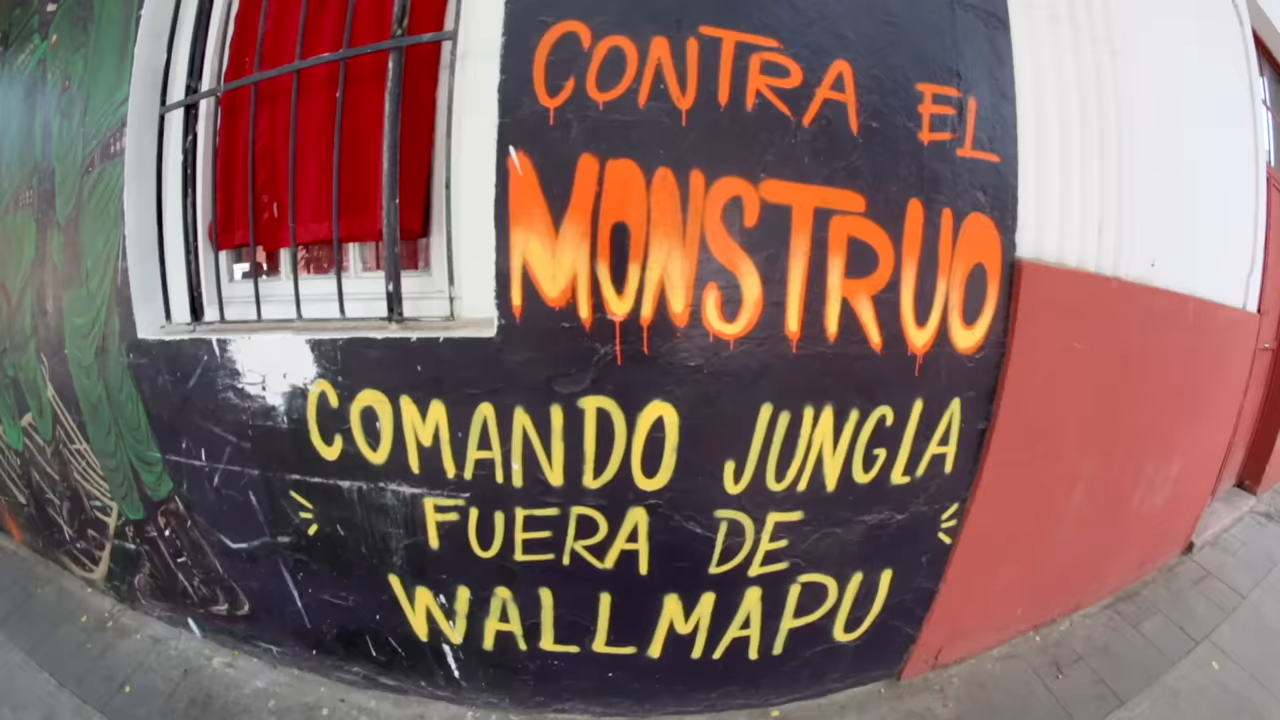 CONTRA EL
MONSTRUO
COMANDO JUNGLA
FUERA DE
WALLMAPU